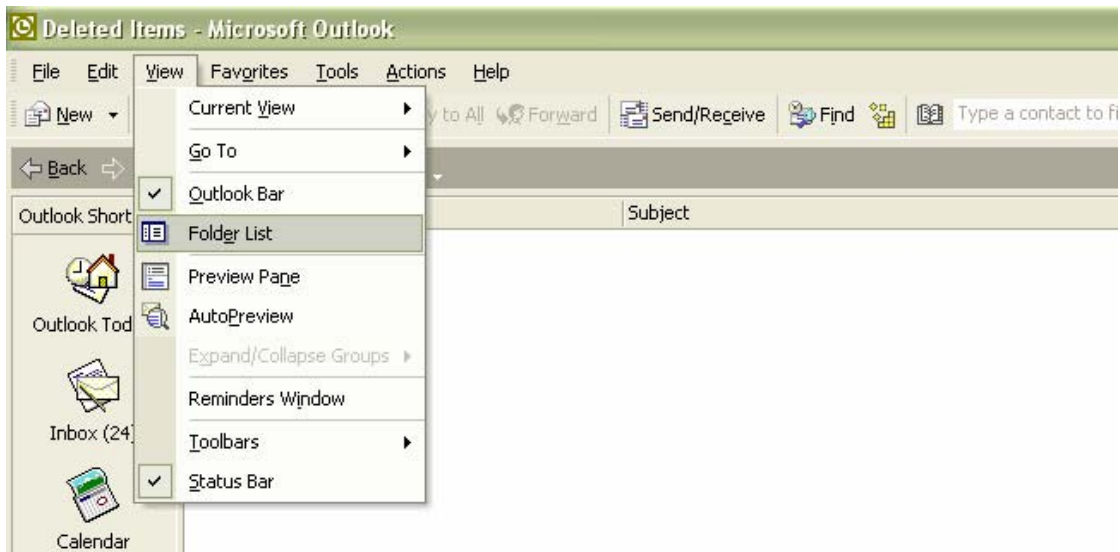 Deleted Items - Microsoft Outlook
File Edit View Favorites Tools Actions Help
New y to All Forward Send/Receive Find Type a contact to fi
Back
Current View
Go To
Outlook Bar
Folder List
Preview Pane
AutoPreview
Expand/Collapse Groups
Reminders Window
Toolbars
Status Bar
Outlook Short
Subject
Outlook Tod
Inbox (24)
Calendar